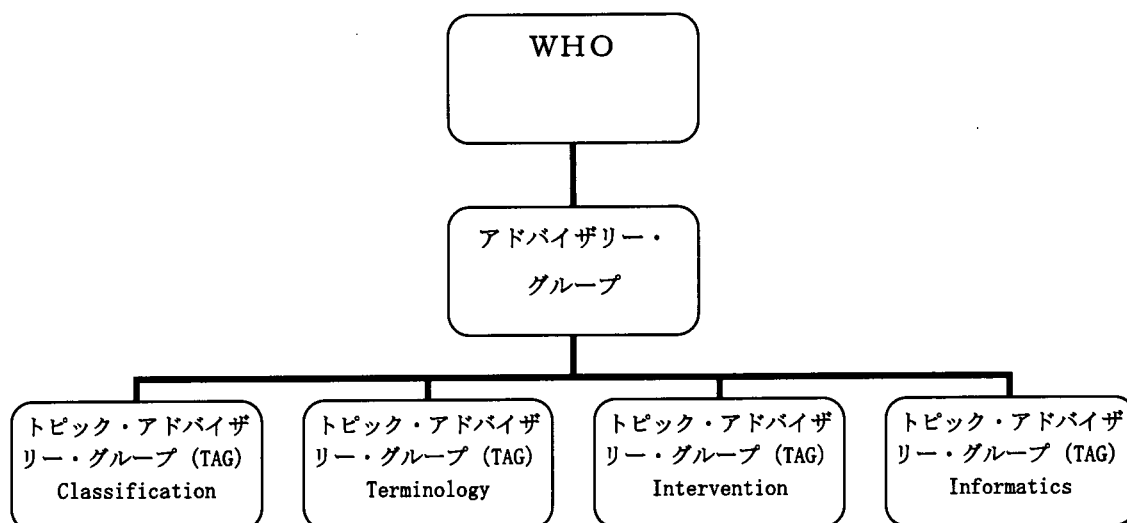 WHO
アドバイザリー・
グループ
トピック・アドバイザ
リー・グループ (TAG)
Classification
トピック・アドバイザ
リー・グループ (TAG)
Terminology
トピック・アドバイザ
リー・グループ (TAG)
Intervention
トピック・アドバイザ
リー・グループ (TAG)
Informatics